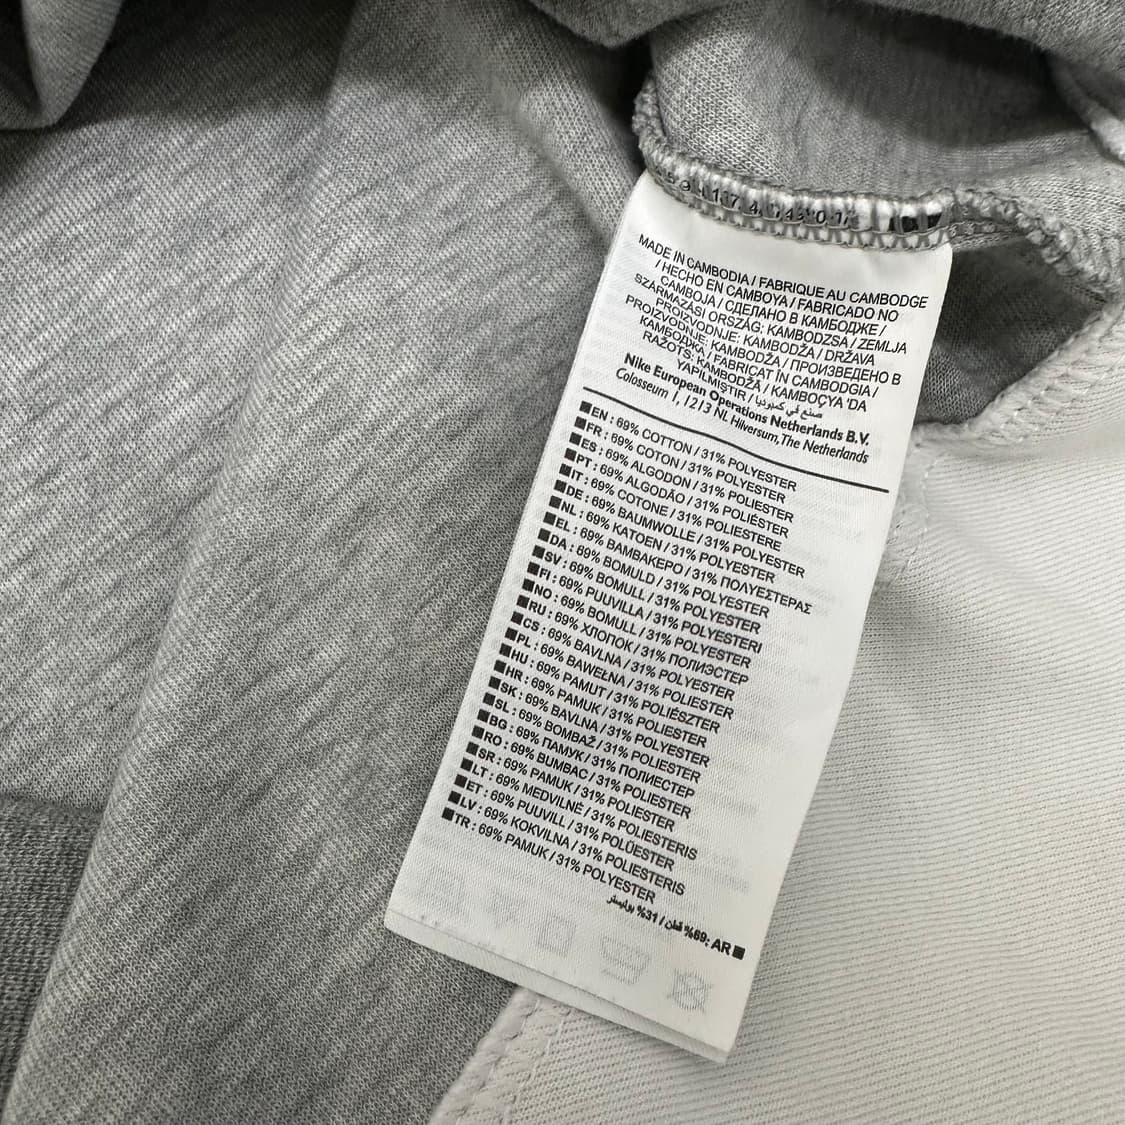 MADE IN CAMBODIA / FABRIQUE AU CAMBODGE
/ HECHO EN CAMBOYA / FABRICADO NO
CAMBOJA / СДЕЛАНО В КАМБОДЖЕ /
SZÁRMAZÁSI ORSZÁG: KAMBODZSA / ZEMLJA
PROIZVODNJE: KAMBODŽA / DRŽAVA
PROIZVODNJE: KAMBODŽA / ПРОИЗВЕДЕНО В
КАМБОДЖА / FABRICAT ÎN CAMBODGIA /
RAŽOTS: KAMBODŽĀ / KAMBOÇYA 'DA
YAPILMIŞTIR / صنع في كمبوديا
Nike European Operations Netherlands B.V.
Colosseum 1, 1213 NL Hilversum, The Netherlands
■EN : 69% COTTON / 31% POLYESTER
■FR : 69% COTON / 31% POLYESTER
■ES : 69% ALGODON / 31% POLIESTER
■PT : 69% ALGODÃO / 31% POLIÉSTER
■IT : 69% COTONE / 31% POLIESTERE
■DE : 69% BAUMWOLLE / 31% POLYESTER
■NL : 69% KATOEN / 31% POLYESTER
■EL : 69% ΒΑΜΒΑΚΕΡΟ / 31% ΠΟΛΥΕΣΤΕΡΑΣ
■DA : 69% BOMULD / 31% POLYESTER
■SV : 69% BOMULL / 31% POLYESTER
■FI : 69% PUUVILLA / 31% POLYESTERI
■NO : 69% BOMULL / 31% POLYESTER
■RU : 69% ХЛОПОК / 31% ПОЛИЭСТЕР
■CS : 69% BAVLNA / 31% POLYESTER
■PL : 69% BAWEŁNA / 31% POLIESTER
■HU : 69% PAMUT / 31% POLIÉSZTER
■HR : 69% PAMUK / 31% POLIESTER
■SK : 69% BAVLNA / 31% POLYESTER
■SL : 69% BOMBAŽ / 31% POLIESTER
■BG : 69% ПАМУК / 31% ПОЛИЕСТЕР
■RO : 69% BUMBAC / 31% POLIESTER
■SR : 69% PAMUK / 31% POLIESTER
■LT : 69% MEDVILNĖ / 31% POLIESTERIS
■ET : 69% PUUVILL / 31% POLÜESTER
■LV : 69% KOKVILNA / 31% POLIESTERIS
■TR : 69% PAMUK / 31% POLYESTER
■AR :69% قطن / 31% بوليستر